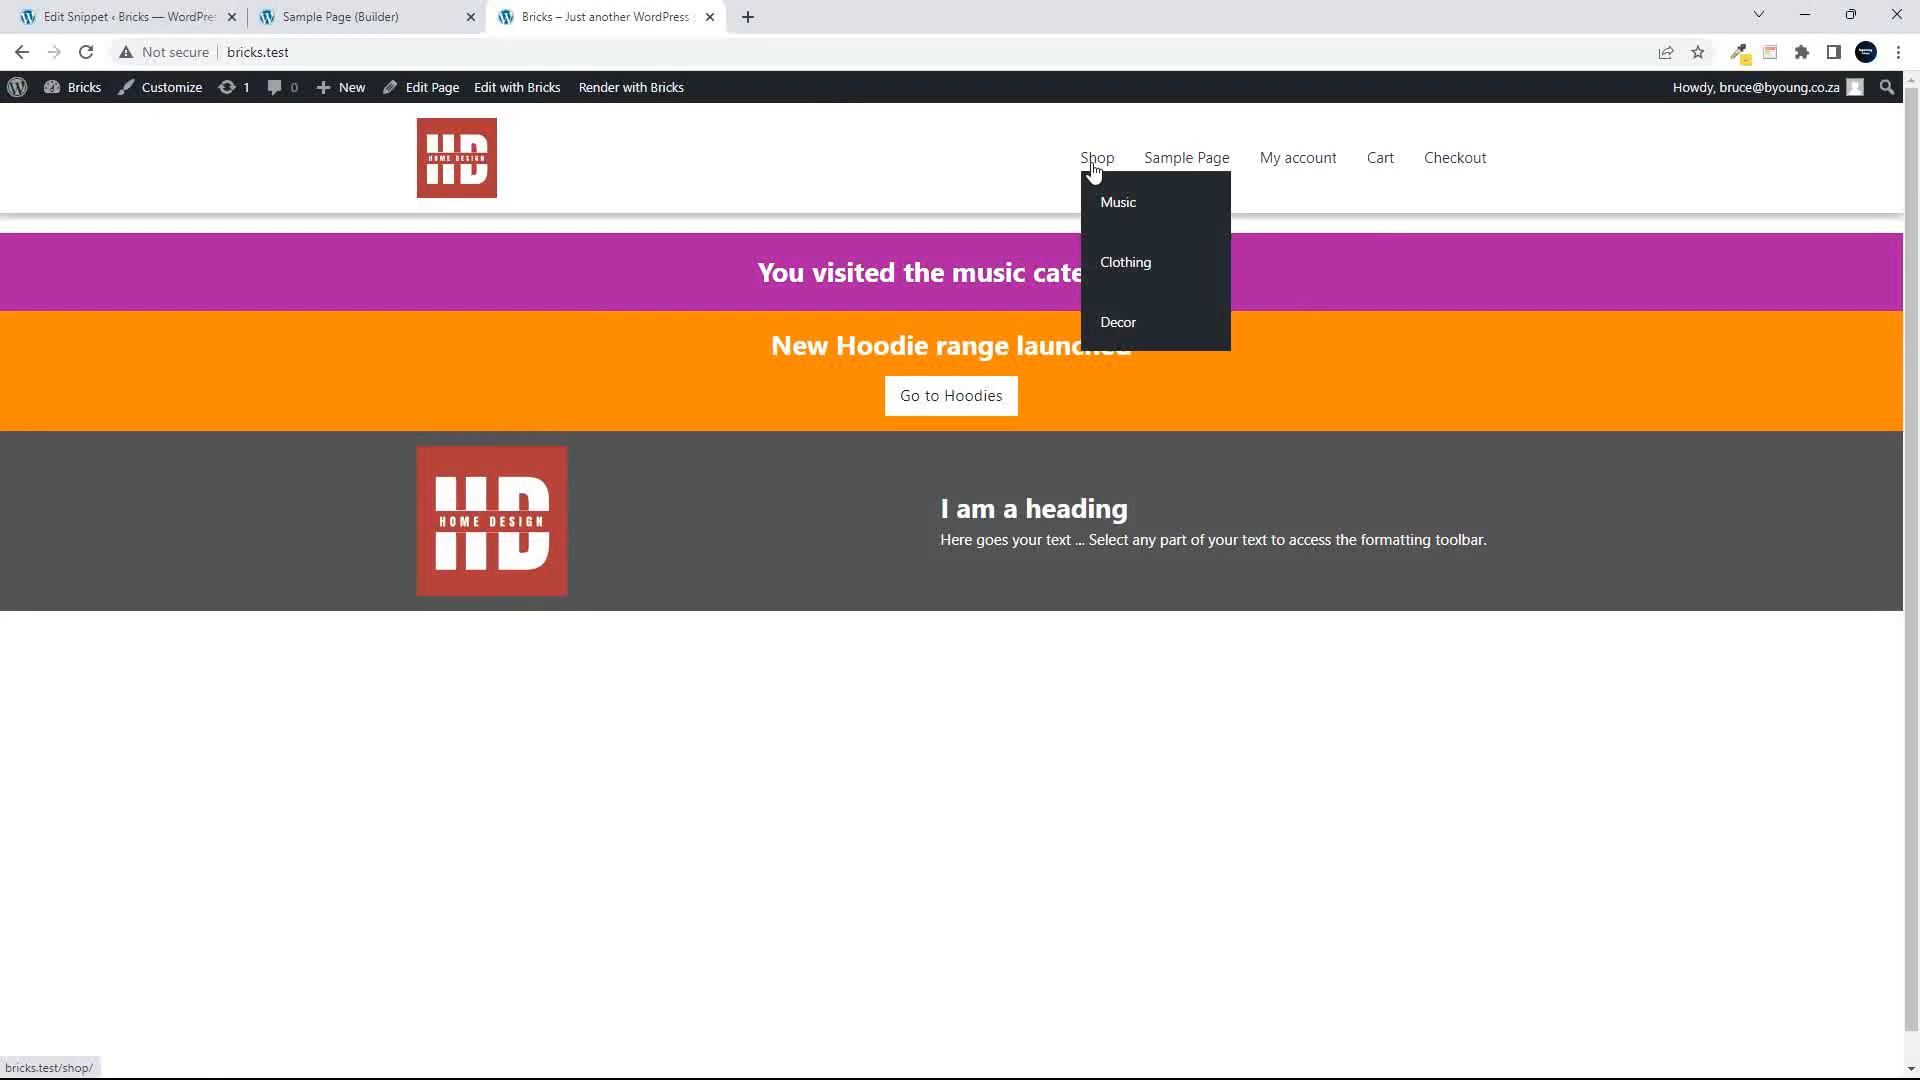 Edit Snippet ‹ Bricks — WordPre
Sample Page (Builder)
Bricks – Just another WordPress
Not secure
bricks.test
Bricks
Customize
1
0
New
Edit Page
Edit with Bricks
Render with Bricks
Howdy, bruce@byoung.co.za
HOME DESIGN
Shop
Sample Page
My account
Cart
Checkout
Music
Clothing
Decor
You visited the music cate
New Hoodie range launched
Go to Hoodies
HD
HOME DESIGN
I am a heading
Here goes your text ... Select any part of your text to access the formatting toolbar.
bricks.test/shop/